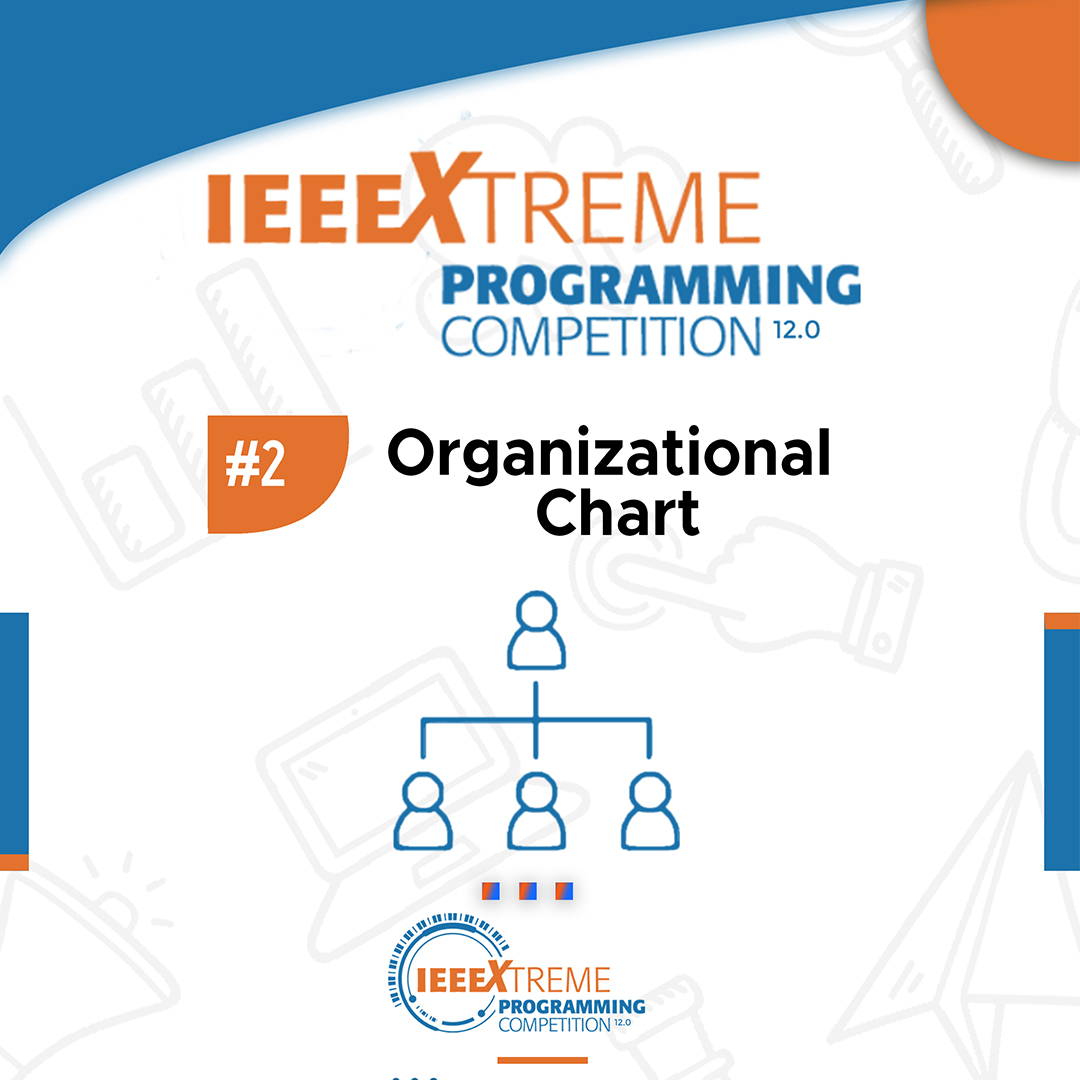 IEEEXTREME
PROGRAMMING
COMPETITION 12.0
#2
Organizational
Chart
IEEEXTREME
PROGRAMMING
COMPETITION 12.0